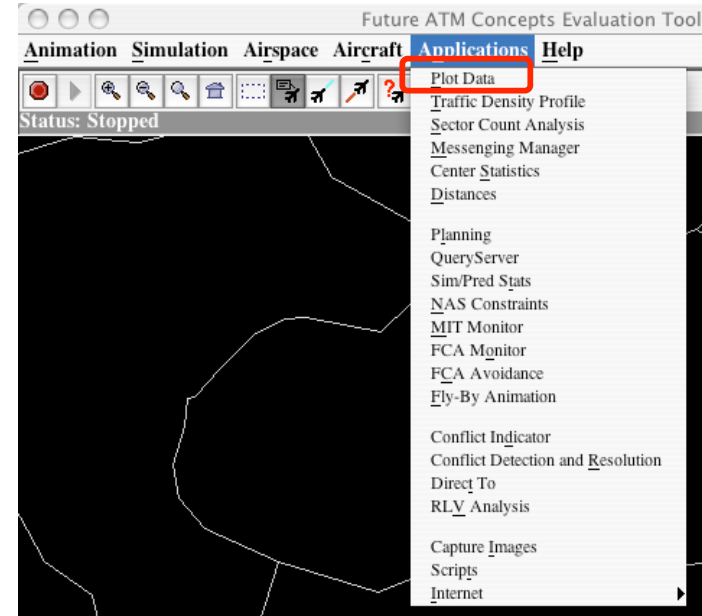 Future ATM Concepts Evaluation Tool
Animation Simulation Airspace Aircraft Applications Help
Status: Stopped
Plot Data
Traffic Density Profile
Sector Count Analysis
Messenging Manager
Center Statistics
Distances
Planning
QueryServer
Sim/Pred Stats
NAS Constraints
MIT Monitor
FCA Monitor
FCA Avoidance
Fly-By Animation
Conflict Indicator
Conflict Detection and Resolution
Direct To
RLV Analysis
Capture Images
Scripts
Internet